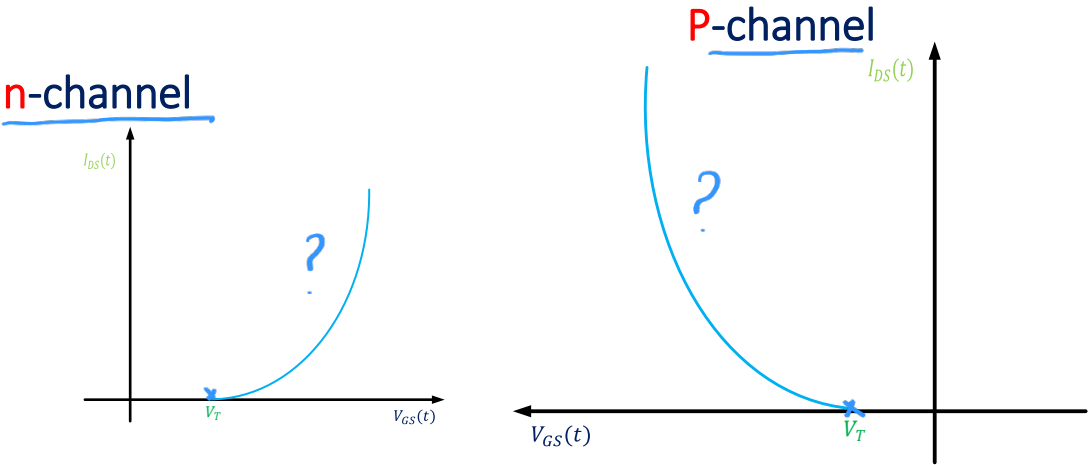 n-channel
I_DS(t)
?
V_T
V_GS(t)
P-channel
I_DS(t)
?
V_T
V_GS(t)